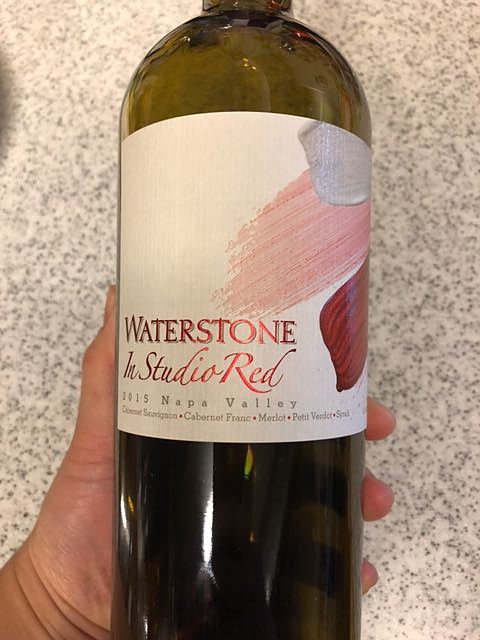 WATERSTONE
In Studio Red
2015 Napa Valley
Cabernet Sauvignon • Cabernet Franc • Merlot • Petit Verdot • Syrah